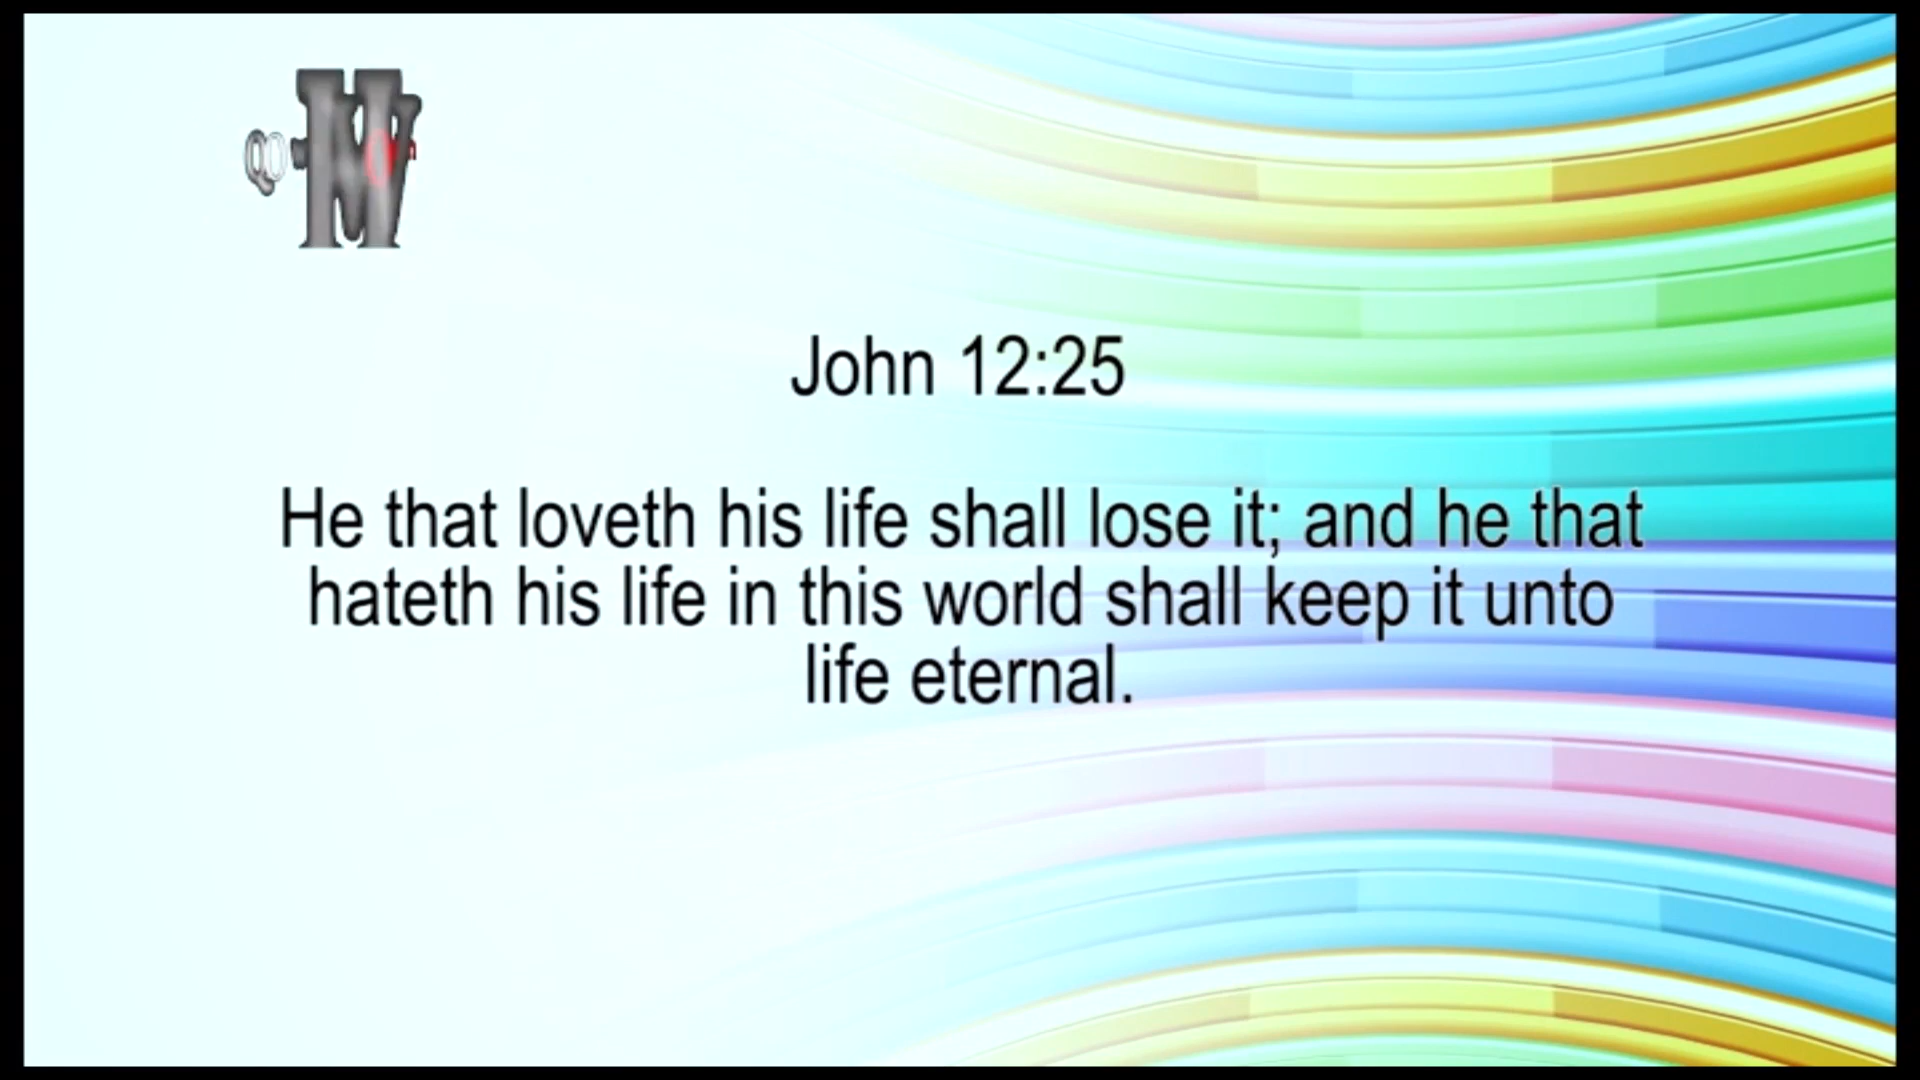 John 12:25
He that loveth his life shall lose it; and he that
hateth his life in this world shall keep it unto
life eternal.